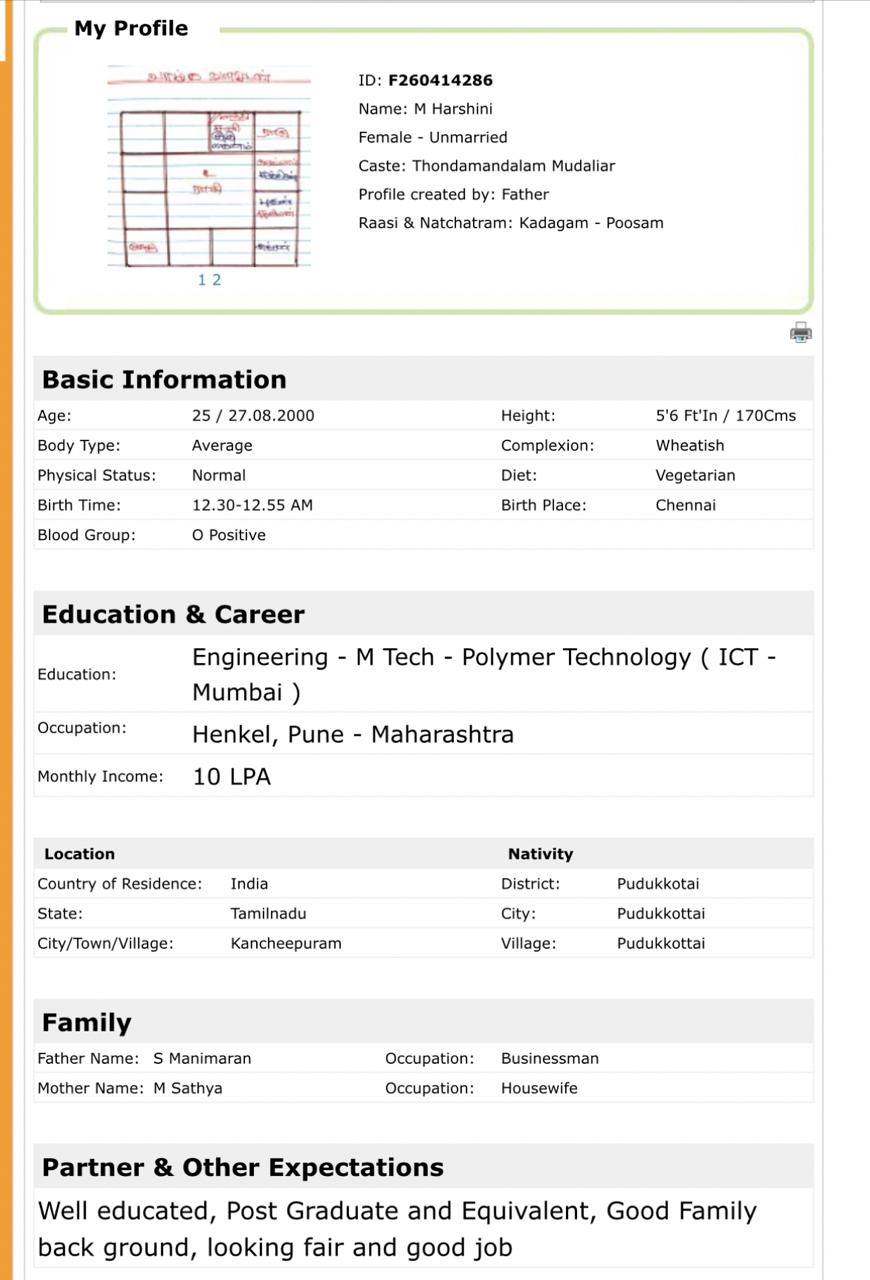 My Profile
ராசி
1 2
ID: F260414286
Name: M Harshini
Female - Unmarried
Caste: Thondamandalam Mudaliar
Profile created by: Father
Raasi & Natchatram: Kadagam - Poosam
Basic Information
Age: 25 / 27.08.2000 Height: 5'6 Ft'In / 170Cms
Body Type: Average Complexion: Wheatish
Physical Status: Normal Diet: Vegetarian
Birth Time: 12.30-12.55 AM Birth Place: Chennai
Blood Group: O Positive
Education & Career
Education: Engineering - M Tech - Polymer Technology ( ICT -
Mumbai )
Occupation: Henkel, Pune - Maharashtra
Monthly Income: 10 LPA
Location Nativity
Country of Residence: India District: Pudukkotai
State: Tamilnadu City: Pudukkottai
City/Town/Village: Kancheepuram Village: Pudukkottai
Family
Father Name: S Manimaran Occupation: Businessman
Mother Name: M Sathya Occupation: Housewife
Partner & Other Expectations
Well educated, Post Graduate and Equivalent, Good Family
back ground, looking fair and good job